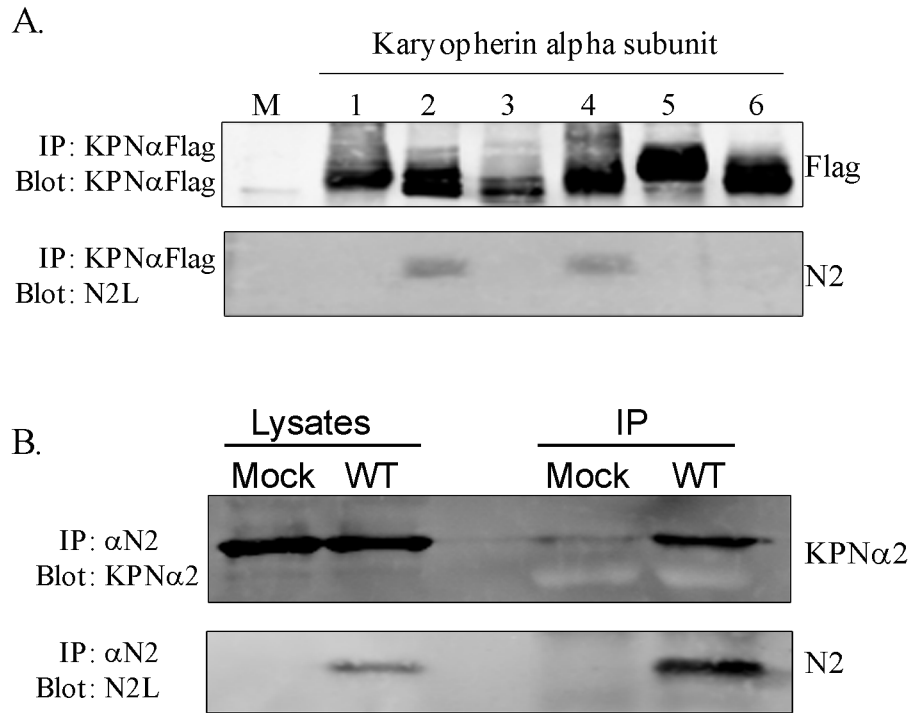 A.
Karyopherin alpha subunit
M 1 2 3 4 5 6
IP: KPNαFlag
Blot: KPNαFlag
Flag
IP: KPNαFlag
Blot: N2L
N2
B.
Lysates IP
Mock WT Mock WT
IP: αN2
Blot: KPNα2
KPNα2
IP: αN2
Blot: N2L
N2